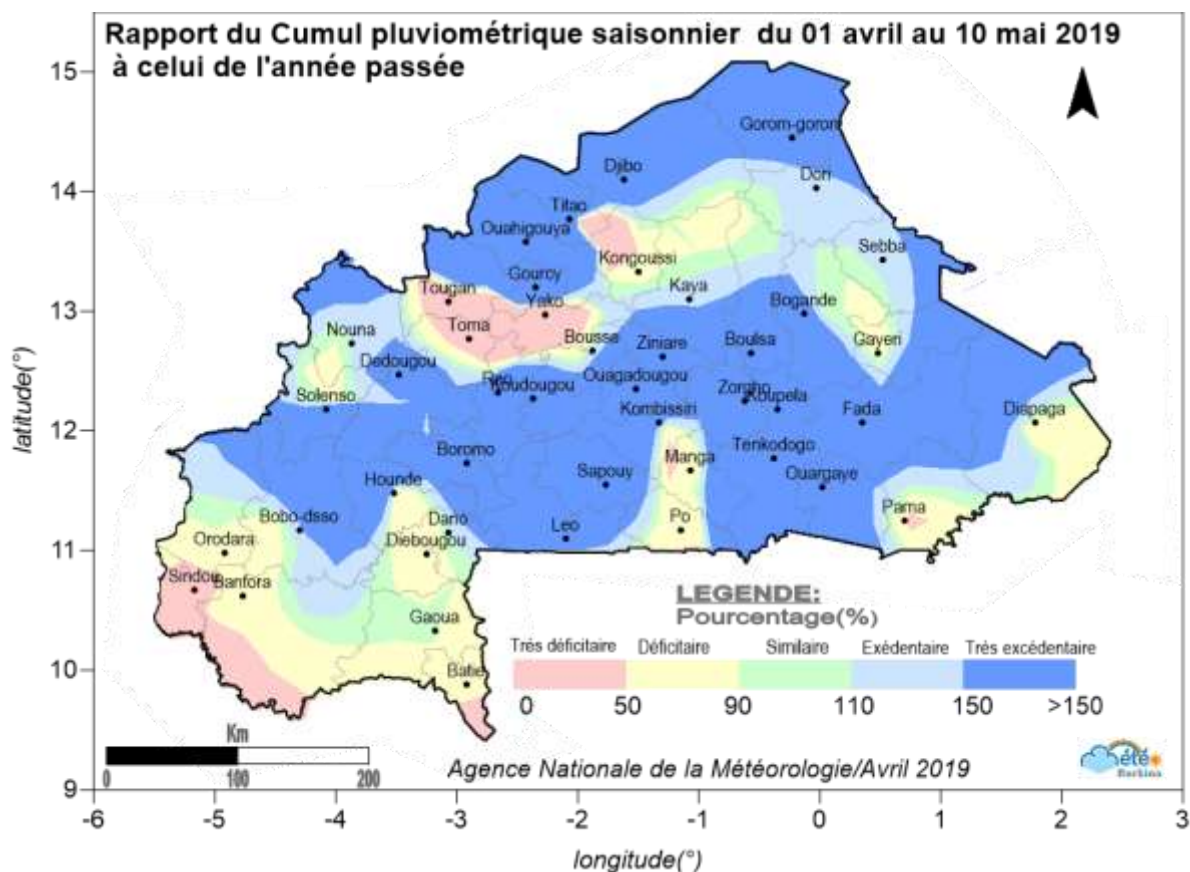 Rapport du Cumul pluviométrique saisonnier du 01 avril au 10 mai 2019
à celui de l'année passée
15
14
13
12
11
10
9
latitude(°)
Gorom-gorom
Djibo
Dori
Titao
Ouahigouya
Sebba
Kongoussi
Gourcy
Tougan
Kaya
Yako
Bogande
Toma
Nouna
Bousse
Ziniare
Boulsa
Gayeri
Dedougou
Ouagadougou
Koudougou
Solenso
Zorgho
Koupela
Kombissiri
Fada
Diapaga
Boromo
Manga
Tenkodogo
Hounde
Sapouy
Ouargaye
Bobo-dsso
Dano
Po
Pama
Leo
Orodara
Diebougou
Sindou
Banfora
Gaoua
Batie
LEGENDE:
Pourcentage(%)
Trés déficitaire Déficitaire Similaire Exédentaire Trés excédentaire
0 50 90 110 150 >150
Km
0 100 200
Agence Nationale de la Météorologie/Avril 2019
été
Burkina
-6 -5 -4 -3 -2 -1 0 1 2 3
longitude(°)